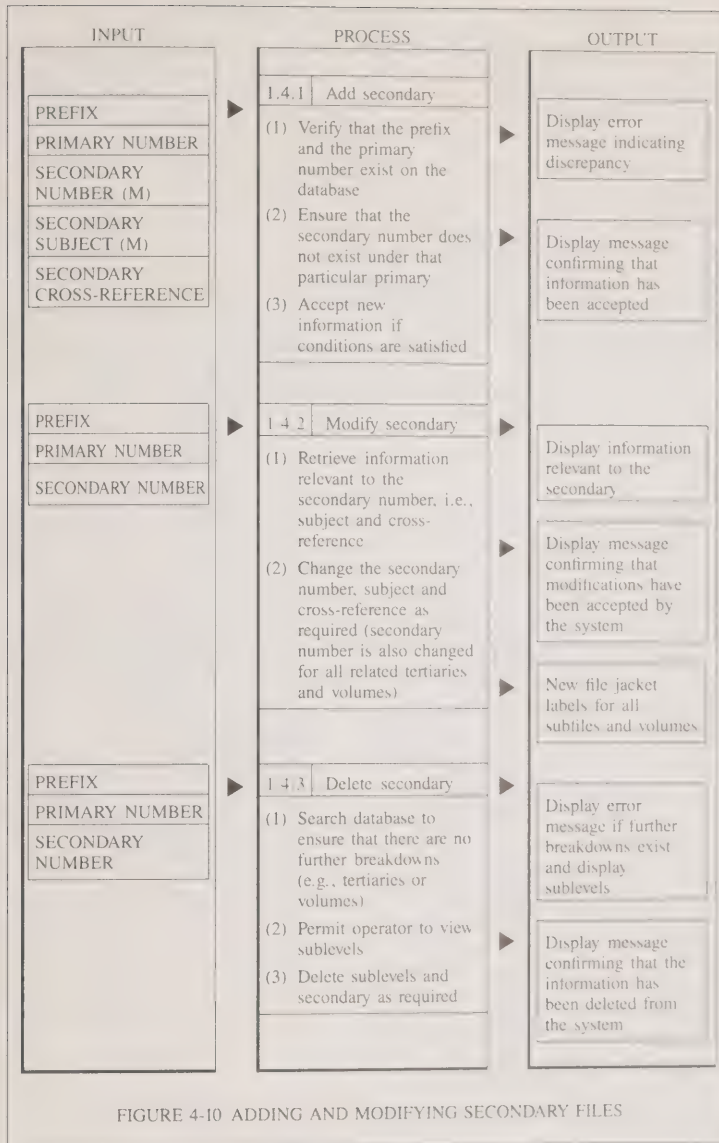 INPUT
PROCESS
OUTPUT
PREFIX
PRIMARY NUMBER
SECONDARY
NUMBER (M)
SECONDARY
SUBJECT (M)
SECONDARY
CROSS-REFERENCE
1.4.1 Add secondary
(1) Verify that the prefix
and the primary
number exist on the
database
(2) Ensure that the
secondary number does
not exist under that
particular primary
(3) Accept new
information if
conditions are satisfied
Display error
message indicating
discrepancy
Display message
confirming that
information has
been accepted
PREFIX
PRIMARY NUMBER
SECONDARY NUMBER
1.4.2 Modify secondary
(1) Retrieve information
relevant to the
secondary number, i.e.,
subject and cross-
reference
(2) Change the secondary
number, subject and
cross-reference as
required (secondary
number is also changed
for all related tertiaries
and volumes)
Display information
relevant to the
secondary
Display message
confirming that
modifications have
been accepted by
the system
New file jacket
labels for all
subfiles and volumes
PREFIX
PRIMARY NUMBER
SECONDARY
NUMBER
1.4.3 Delete secondary
(1) Search database to
ensure that there are no
further breakdowns
(e.g., tertiaries or
volumes)
(2) Permit operator to view
sublevels
(3) Delete sublevels and
secondary as required
Display error
message if further
breakdowns exist
and display
sublevels
Display message
confirming that the
information has
been deleted from
the system
FIGURE 4-10 ADDING AND MODIFYING SECONDARY FILES